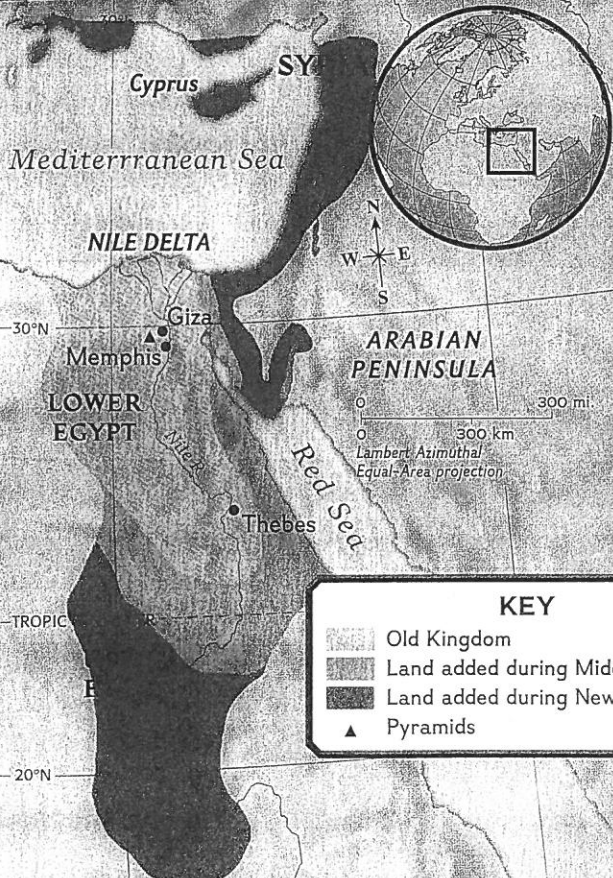 30°
Cyprus
SY
Mediterrranean Sea
NILE DELTA
N
W E
S
30°N
Giza
Memphis
LOWER
EGYPT
ARABIAN
PENINSULA
0 300 mi.
0 300 km
Lambert Azimuthal
Equal-Area projection
Nile R.
Red Sea
Thebes
TROPIC R
E
20°N
KEY
Old Kingdom
Land added during Mid
Land added during New
Pyramids